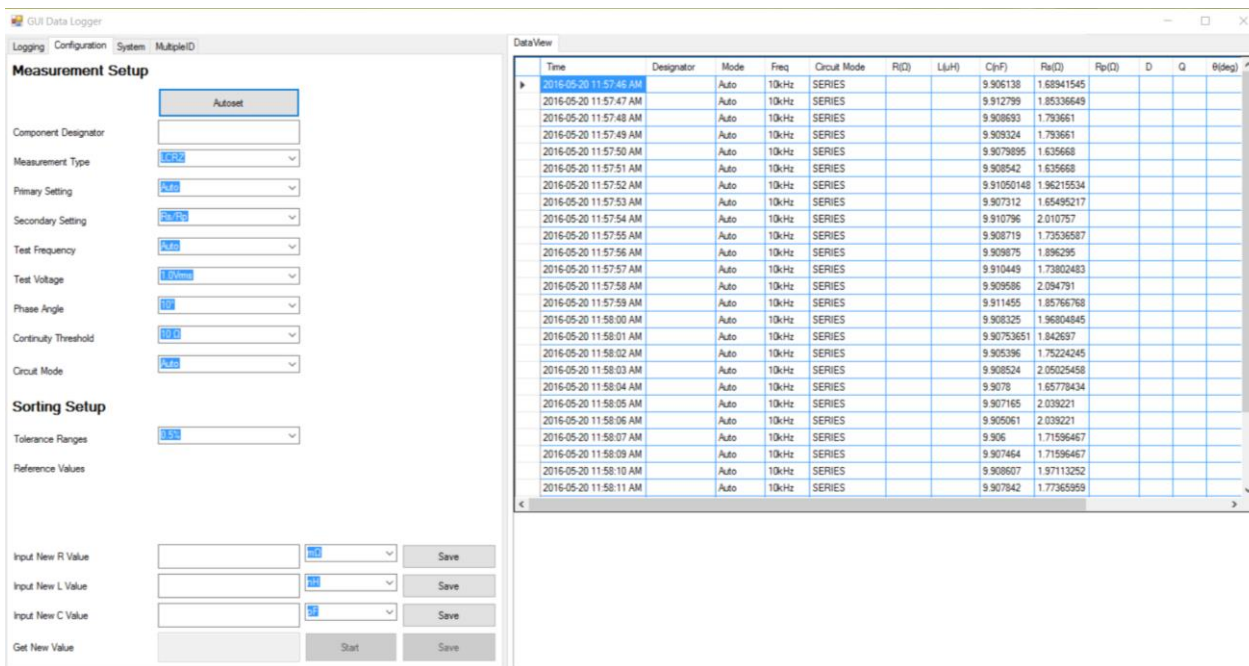 GUI Data Logger
Logging Configuration System MultipleID
Measurement Setup
Autoset
Component Designator
Measurement Type LCRZ
Primary Setting Auto
Secondary Setting Rs/Rp
Test Frequency Auto
Test Voltage 1.0Vrms
Phase Angle 10°
Continuity Threshold 10 Ω
Circuit Mode Auto
Sorting Setup
Tolerance Ranges 0.5%
Reference Values
Input New R Value mΩ Save
Input New L Value nH Save
Input New C Value pF Save
Get New Value Start Save
DataView
Time Designator Mode Freq Circuit Mode R(Ω) L(uH) C(nF) Rs(Ω) Rp(Ω) D Q θ(deg)
2016-05-20 11:57:46 AM Auto 10kHz SERIES 9.906138 1.68941545
2016-05-20 11:57:47 AM Auto 10kHz SERIES 9.912799 1.85336649
2016-05-20 11:57:48 AM Auto 10kHz SERIES 9.908693 1.793661
2016-05-20 11:57:49 AM Auto 10kHz SERIES 9.909324 1.793661
2016-05-20 11:57:50 AM Auto 10kHz SERIES 9.9079895 1.635668
2016-05-20 11:57:51 AM Auto 10kHz SERIES 9.908542 1.635668
2016-05-20 11:57:52 AM Auto 10kHz SERIES 9.91050148 1.96215534
2016-05-20 11:57:53 AM Auto 10kHz SERIES 9.907312 1.65495217
2016-05-20 11:57:54 AM Auto 10kHz SERIES 9.910796 2.010757
2016-05-20 11:57:55 AM Auto 10kHz SERIES 9.908719 1.73536587
2016-05-20 11:57:56 AM Auto 10kHz SERIES 9.909875 1.896295
2016-05-20 11:57:57 AM Auto 10kHz SERIES 9.910449 1.73802483
2016-05-20 11:57:58 AM Auto 10kHz SERIES 9.909586 2.094791
2016-05-20 11:57:59 AM Auto 10kHz SERIES 9.911455 1.85766768
2016-05-20 11:58:00 AM Auto 10kHz SERIES 9.908325 1.96804845
2016-05-20 11:58:01 AM Auto 10kHz SERIES 9.90753651 1.842697
2016-05-20 11:58:02 AM Auto 10kHz SERIES 9.905396 1.75224245
2016-05-20 11:58:03 AM Auto 10kHz SERIES 9.908524 2.05025458
2016-05-20 11:58:04 AM Auto 10kHz SERIES 9.9078 1.65778434
2016-05-20 11:58:05 AM Auto 10kHz SERIES 9.907165 2.039221
2016-05-20 11:58:06 AM Auto 10kHz SERIES 9.905061 2.039221
2016-05-20 11:58:07 AM Auto 10kHz SERIES 9.906 1.71596467
2016-05-20 11:58:09 AM Auto 10kHz SERIES 9.907464 1.71596467
2016-05-20 11:58:10 AM Auto 10kHz SERIES 9.908607 1.97113252
2016-05-20 11:58:11 AM Auto 10kHz SERIES 9.907842 1.77365959